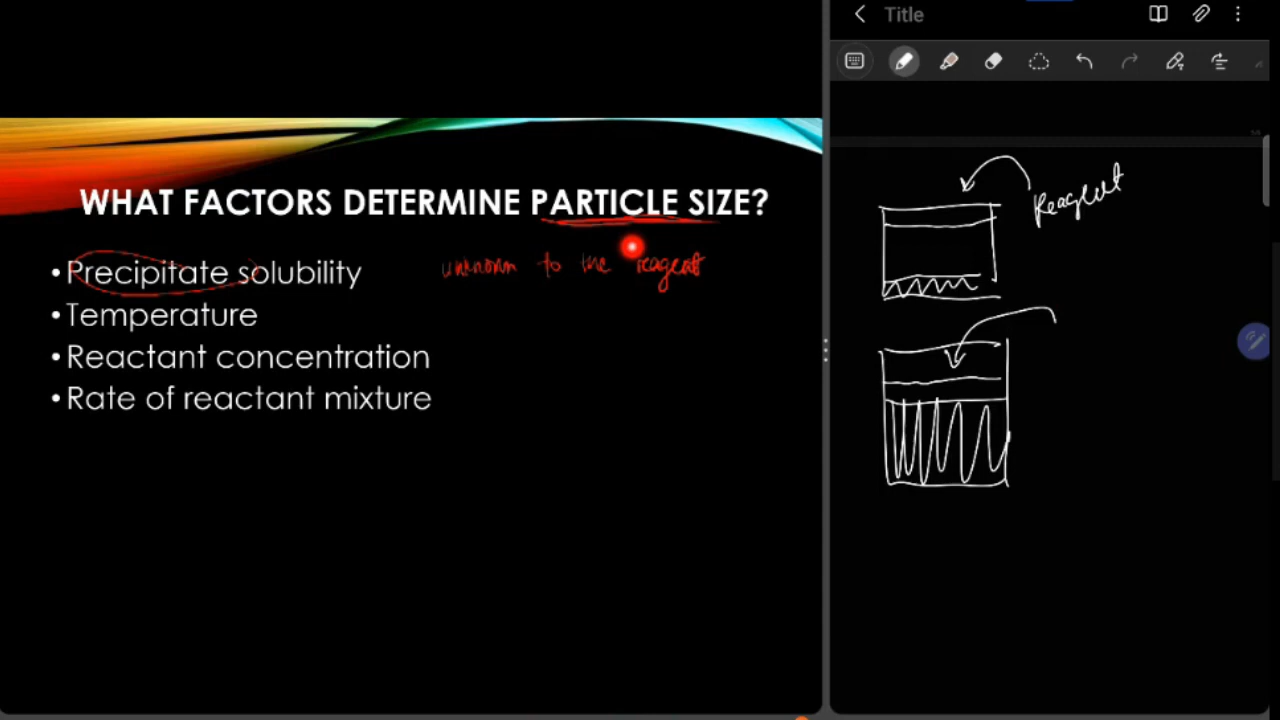 WHAT FACTORS DETERMINE PARTICLE SIZE?
• Precipitate solubility
unknown to the reagent
• Temperature
• Reactant concentration
• Rate of reactant mixture
Title
Reagent